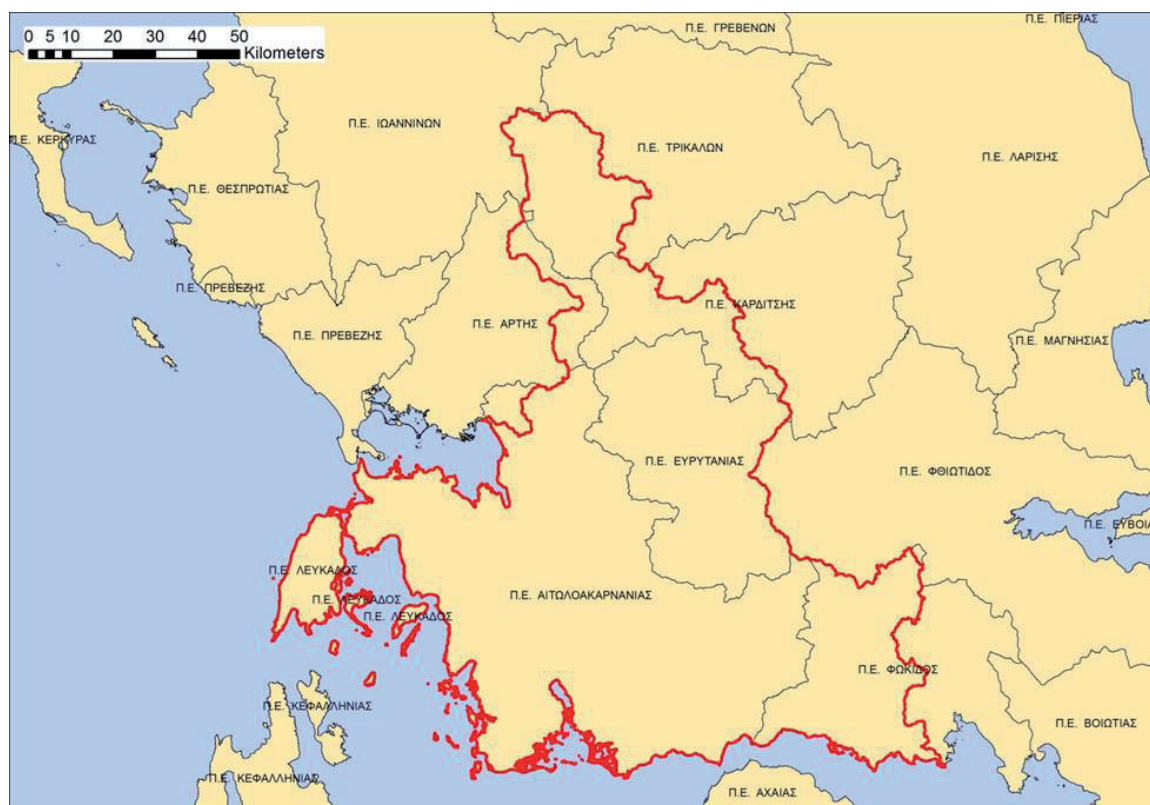 Π.Ε. ΠΙΕΡΙΑΣ
Π.Ε. ΓΡΕΒΕΝΩΝ
0 5 10 20 30 40 50
Kilometers
Π.Ε. ΙΩΑΝΝΙΝΩΝ
Π.Ε. ΚΕΡΚΥΡΑΣ
Π.Ε. ΤΡΙΚΑΛΩΝ
Π.Ε. ΛΑΡΙΣΗΣ
Π.Ε. ΘΕΣΠΡΩΤΙΑΣ
Π.Ε. ΠΡΕΒΕΖΗΣ
Π.Ε. ΚΑΡΔΙΤΣΗΣ
Π.Ε. ΑΡΤΗΣ
Π.Ε. ΠΡΕΒΕΖΗΣ
Π.Ε. ΜΑΓΝΗΣΙΑΣ
Π.Ε. ΕΥΡΥΤΑΝΙΑΣ
Π.Ε. ΦΘΙΩΤΙΔΟΣ
Π.Ε. ΕΥΒΟΙΑ
Π.Ε. ΛΕΥΚΑΔΟΣ
Π.Ε. ΛΕΥΚΑΔΟΣ
Π.Ε. ΑΙΤΩΛΟΑΚΑΡΝΑΝΙΑΣ
Π.Ε. ΛΕΥΚΑΔΟΣ
Π.Ε. ΦΩΚΙΔΟΣ
Π.Ε. ΚΕΦΑΛΛΗΝΙΑΣ
Π.Ε. ΒΟΙΩΤΙΑΣ
Π.Ε. ΚΕΦΑΛΛΗΝΙΑΣ
Π.Ε. ΑΧΑΙΑΣ